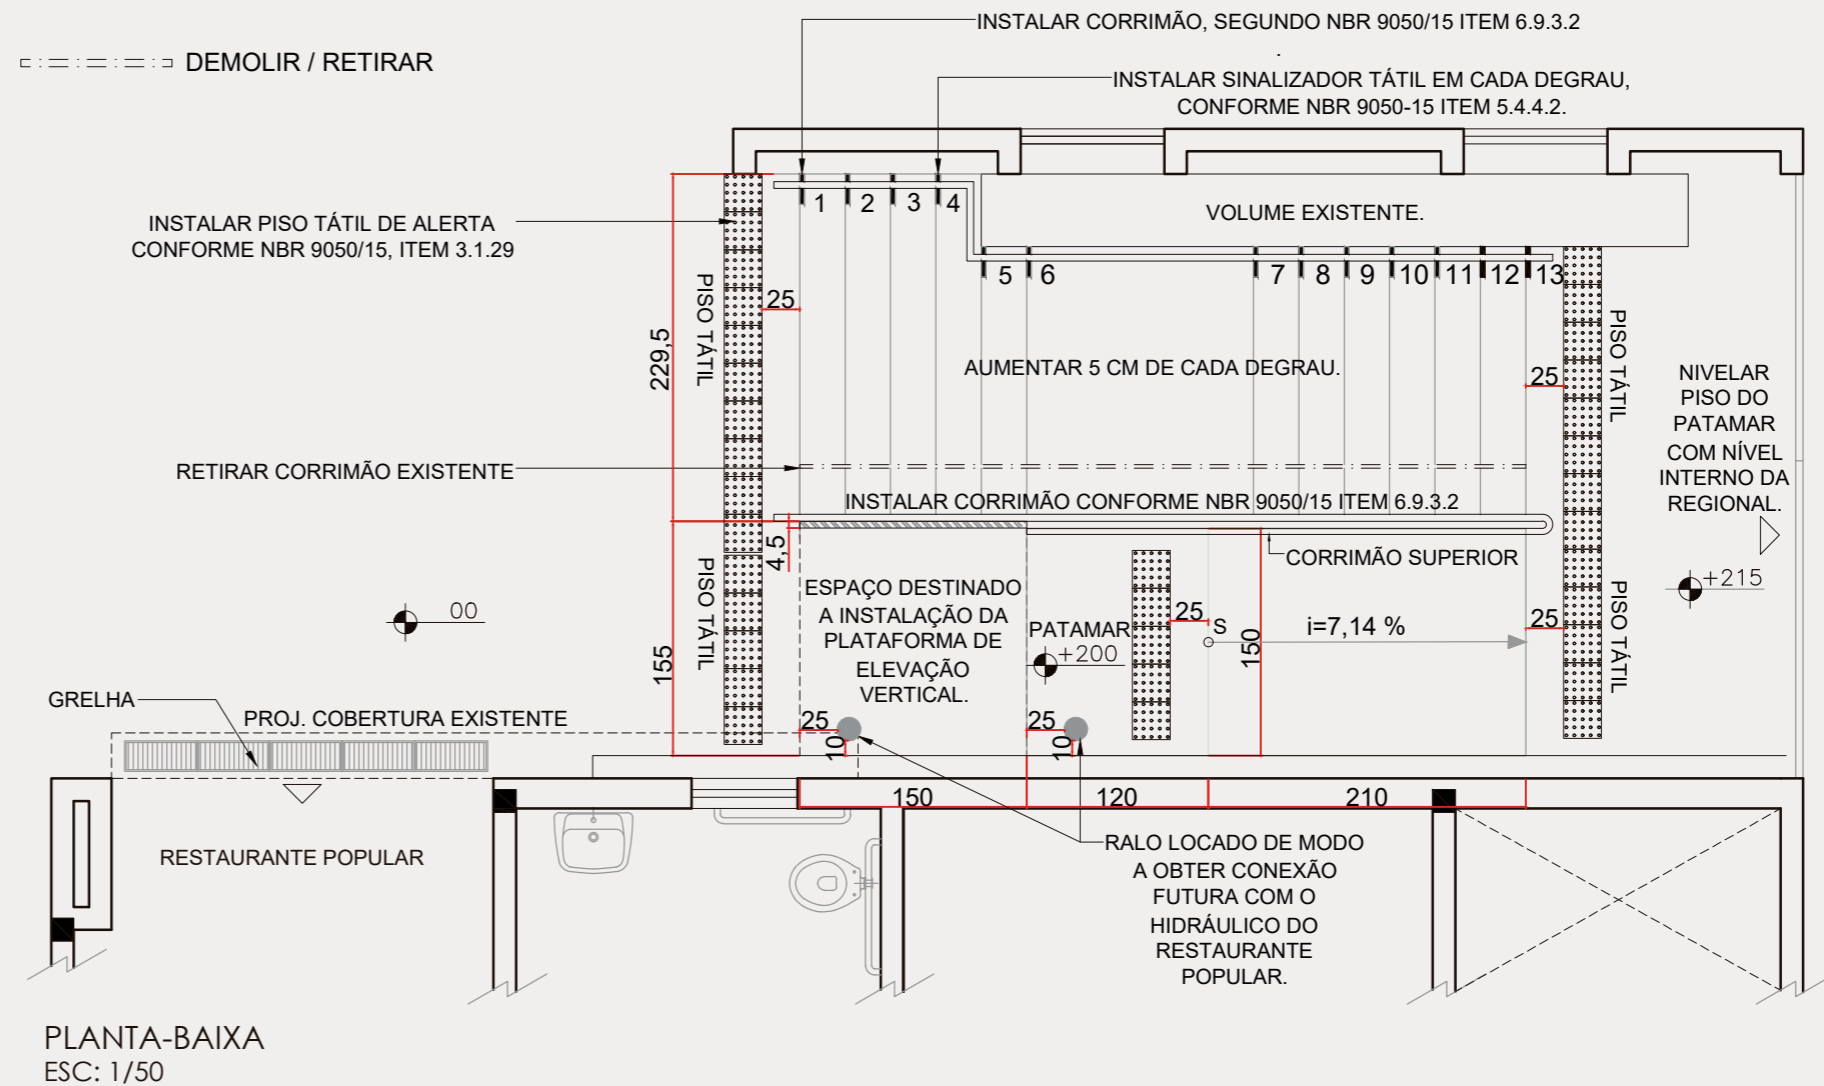 INSTALAR CORRIMÃO, SEGUNDO NBR 9050/15 ITEM 6.9.3.2
DEMOLIR / RETIRAR
INSTALAR SINALIZADOR TÁTIL EM CADA DEGRAU,
CONFORME NBR 9050-15 ITEM 5.4.4.2.
1 2 3 4
VOLUME EXISTENTE.
INSTALAR PISO TÁTIL DE ALERTA
CONFORME NBR 9050/15, ITEM 3.1.29
5 6 7 8 9 10 11 12 13
PISO TÁTIL
25
229,5
AUMENTAR 5 CM DE CADA DEGRAU.
25
PISO TÁTIL
NIVELAR
PISO DO
PATAMAR
COM NÍVEL
INTERNO DA
REGIONAL.
RETIRAR CORRIMÃO EXISTENTE
INSTALAR CORRIMÃO CONFORME NBR 9050/15 ITEM 6.9.3.2
4,5
CORRIMÃO SUPERIOR
PISO TÁTIL
ESPAÇO DESTINADO
A INSTALAÇÃO DA
PLATAFORMA DE
ELEVAÇÃO
VERTICAL.
00
155
PATAMAR
+200
25
S
150
i=7,14 %
25
PISO TÁTIL
+215
GRELHA
PROJ. COBERTURA EXISTENTE
25
10
25
10
150
120
210
RESTAURANTE POPULAR
RALO LOCADO DE MODO
A OBTER CONEXÃO
FUTURA COM O
HIDRÁULICO DO
RESTAURANTE
POPULAR.
PLANTA-BAIXA
ESC: 1/50